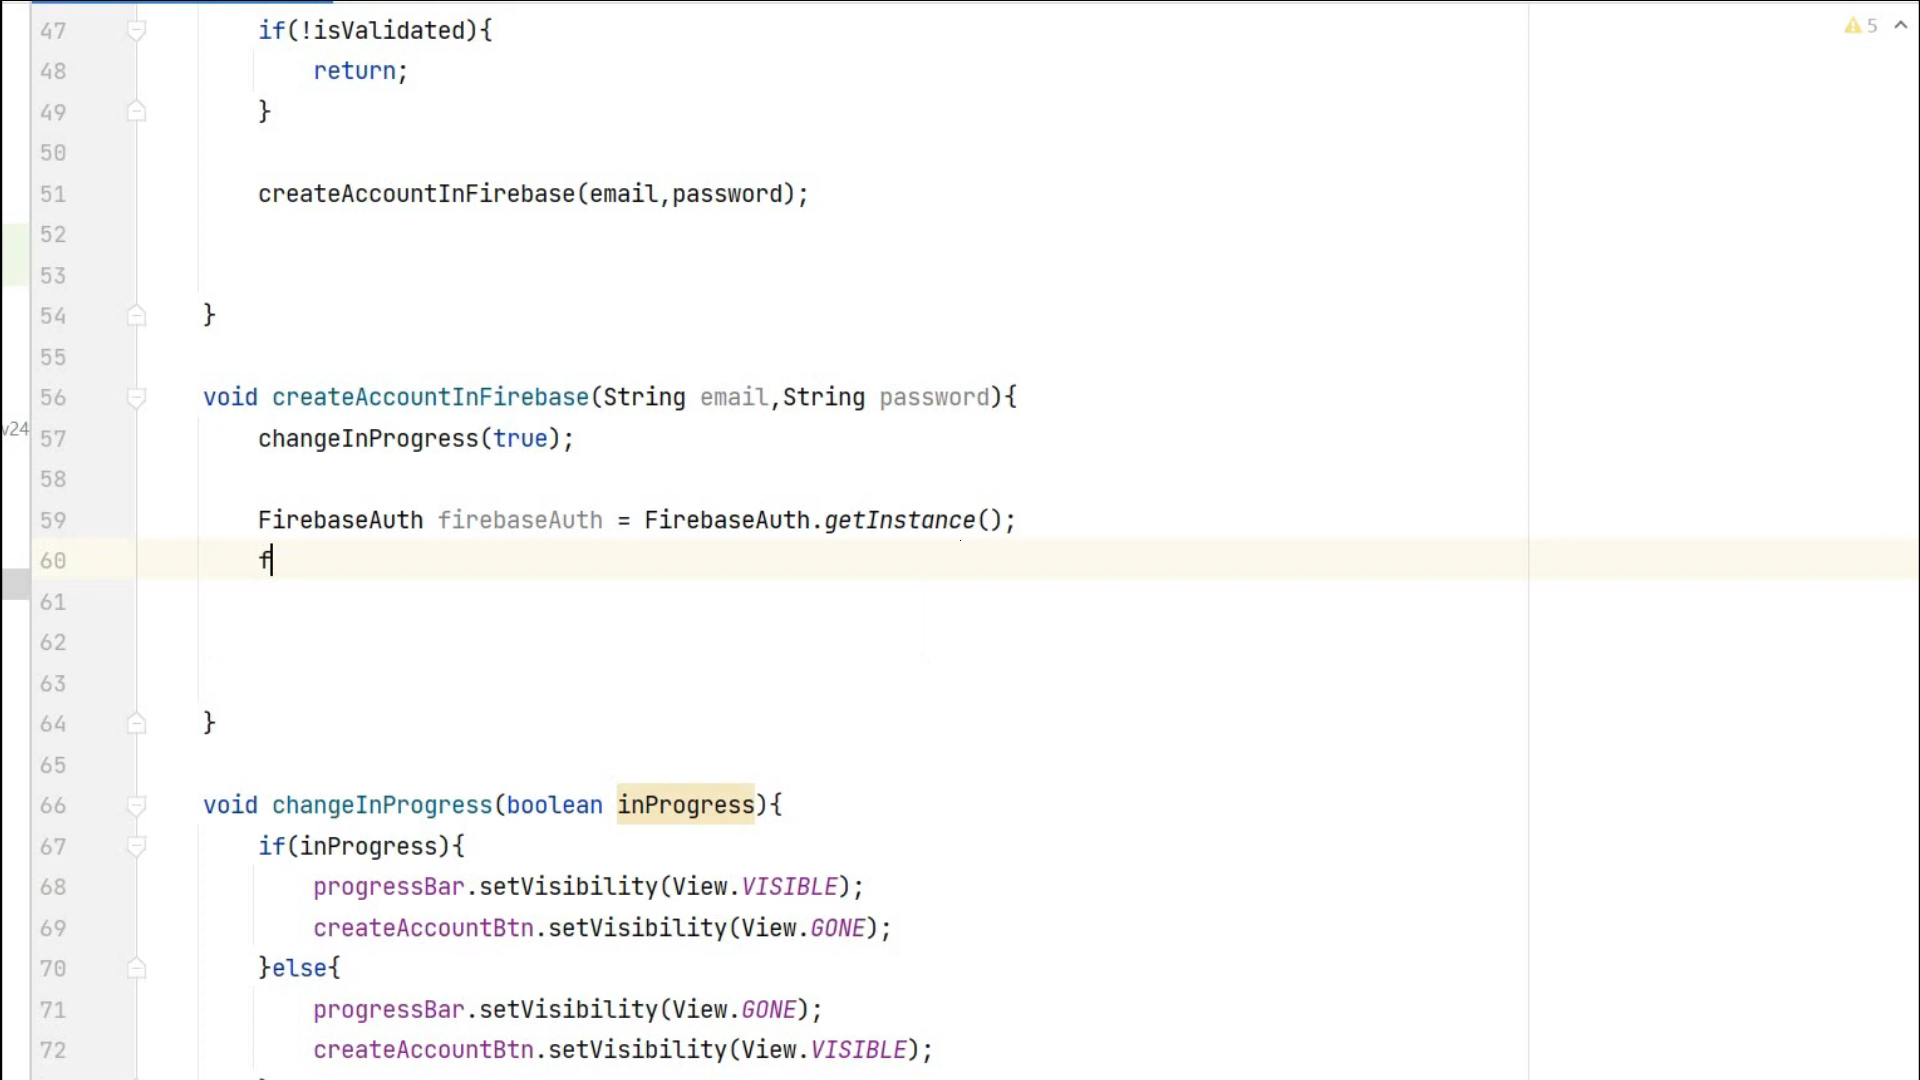 47 if(!isValidated){
5
48 return;
49 }
50
51 createAccountInFirebase(email,password);
52
53
54 }
55
56 void createAccountInFirebase(String email,String password){
v24
57 changeInProgress(true);
58
59 FirebaseAuth firebaseAuth = FirebaseAuth.getInstance();
60 f
61
62
63
64 }
65
66 void changeInProgress(boolean inProgress){
67 if(inProgress){
68 progressBar.setVisibility(View.VISIBLE);
69 createAccountBtn.setVisibility(View.GONE);
70 }else{
71 progressBar.setVisibility(View.GONE);
72 createAccountBtn.setVisibility(View.VISIBLE);